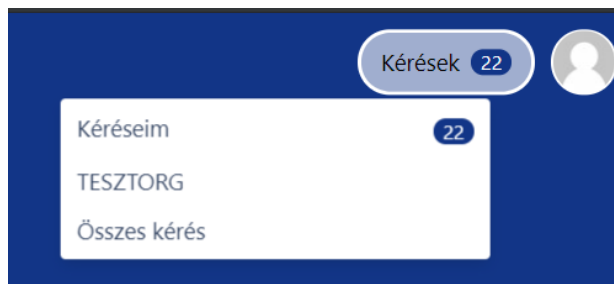 Kérések 22
Kéréseim 22
TESZTORG
Összes kérés